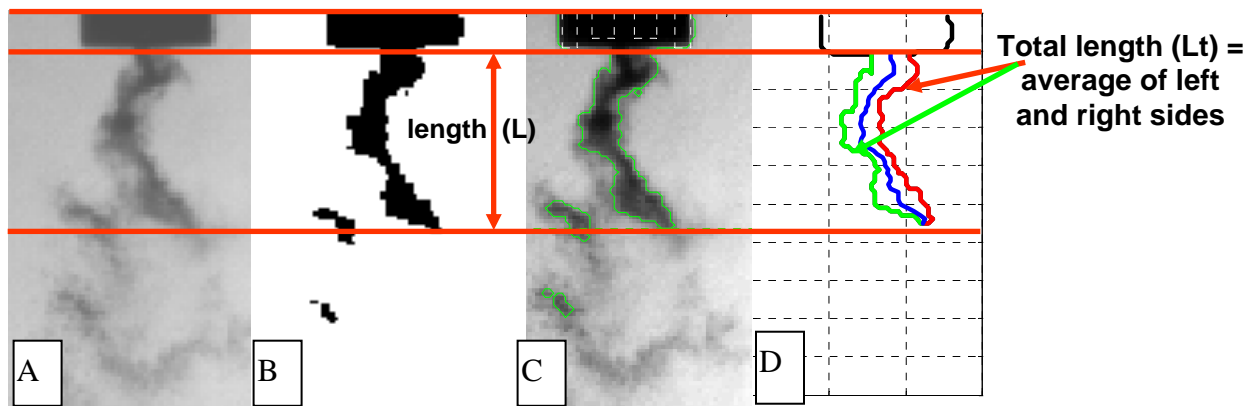 Total length (Lt) =
average of left
and right sides
length (L)
A
B
C
D